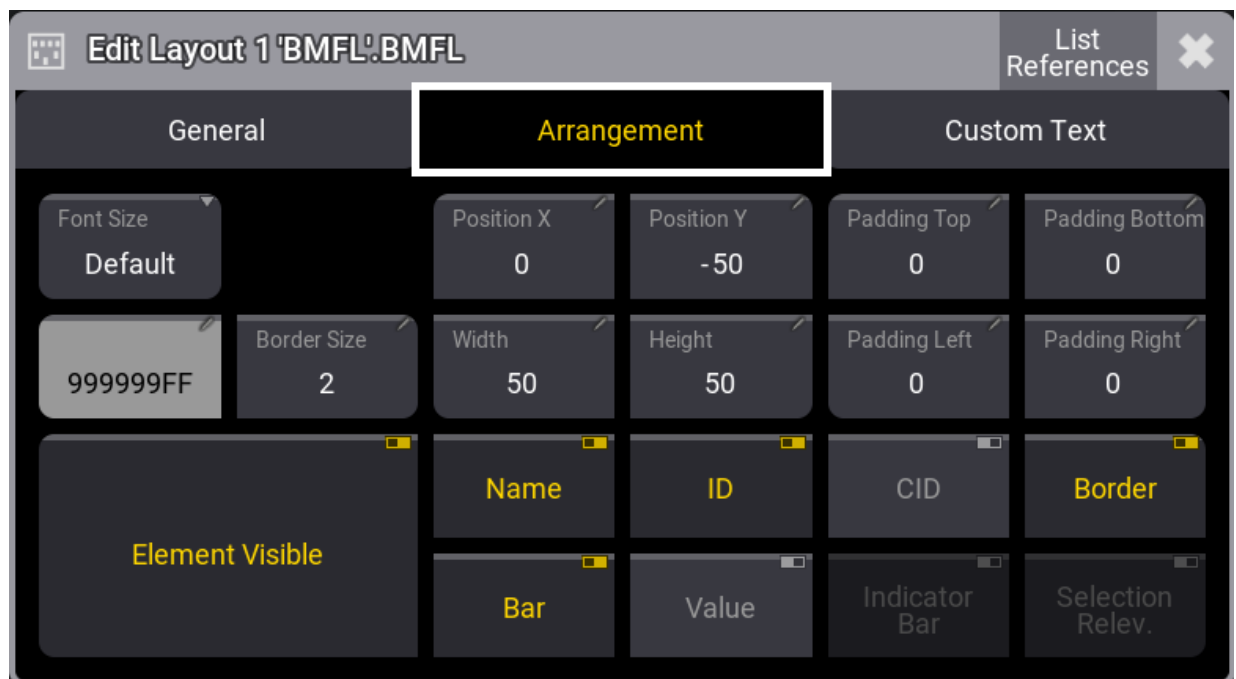 Edit Layout 1 'BMFL'.BMFL
List
References
General
Arrangement
Custom Text
Font Size
Default
Position X
0
Position Y
-50
Padding Top
0
Padding Bottom
0
999999FF
Border Size
2
Width
50
Height
50
Padding Left
0
Padding Right
0
Element Visible
Name
ID
CID
Border
Bar
Value
Indicator
Bar
Selection
Relev.